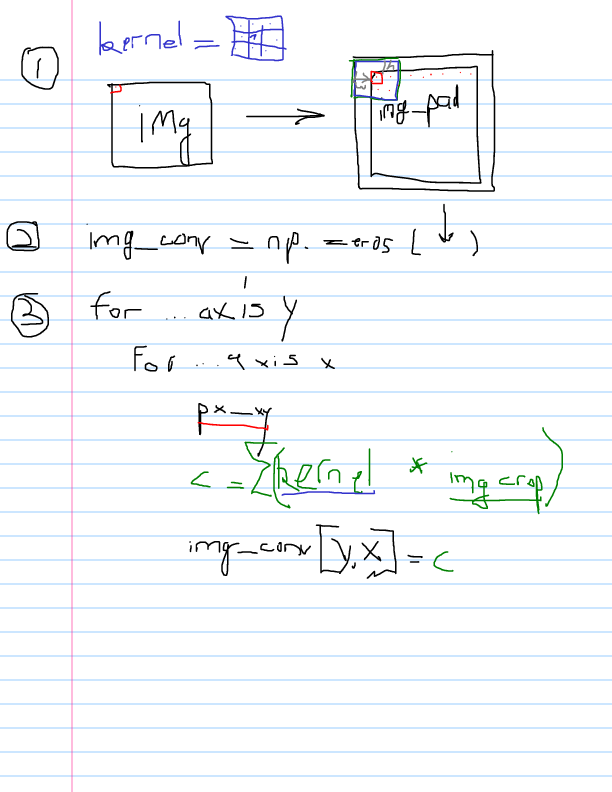 kernel =
1
img
img_pad
2 img_conv = np.zeros ( ↓ )
3 for ... axis y
For ... axis x
px_xy
c = Σ(kernel * img crop)
img_conv [y,x] = c